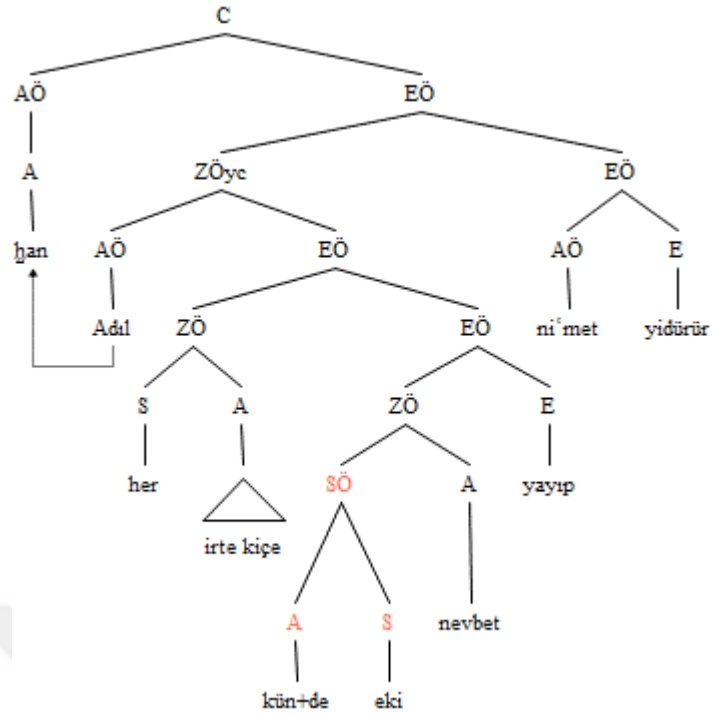 C
AÖ EÖ
A ZÖyc EÖ
ḫan AÖ EÖ AÖ E
Adıl ZÖ EÖ niʿmet yidürür
S A ZÖ E
her SÖ A yayıp
irte kiçe
A S nevbet
kün+de eki